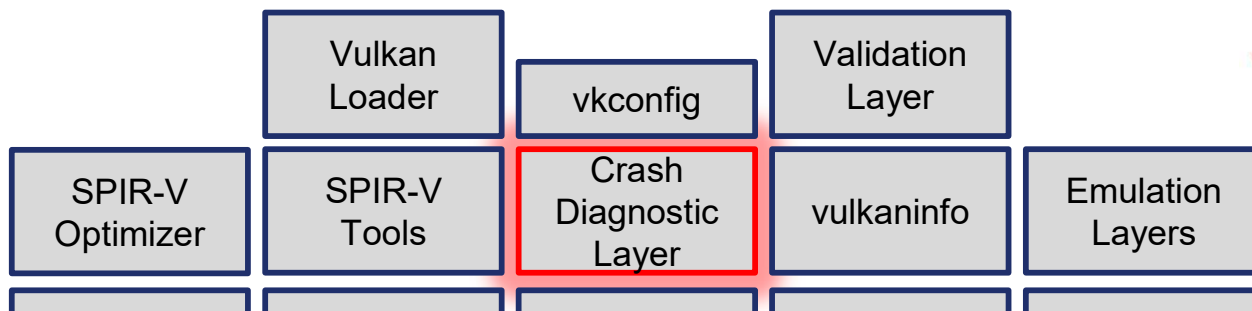 Vulkan
Loader
vkconfig
Validation
Layer
SPIR-V
Optimizer
SPIR-V
Tools
Crash
Diagnostic
Layer
vulkaninfo
Emulation
Layers